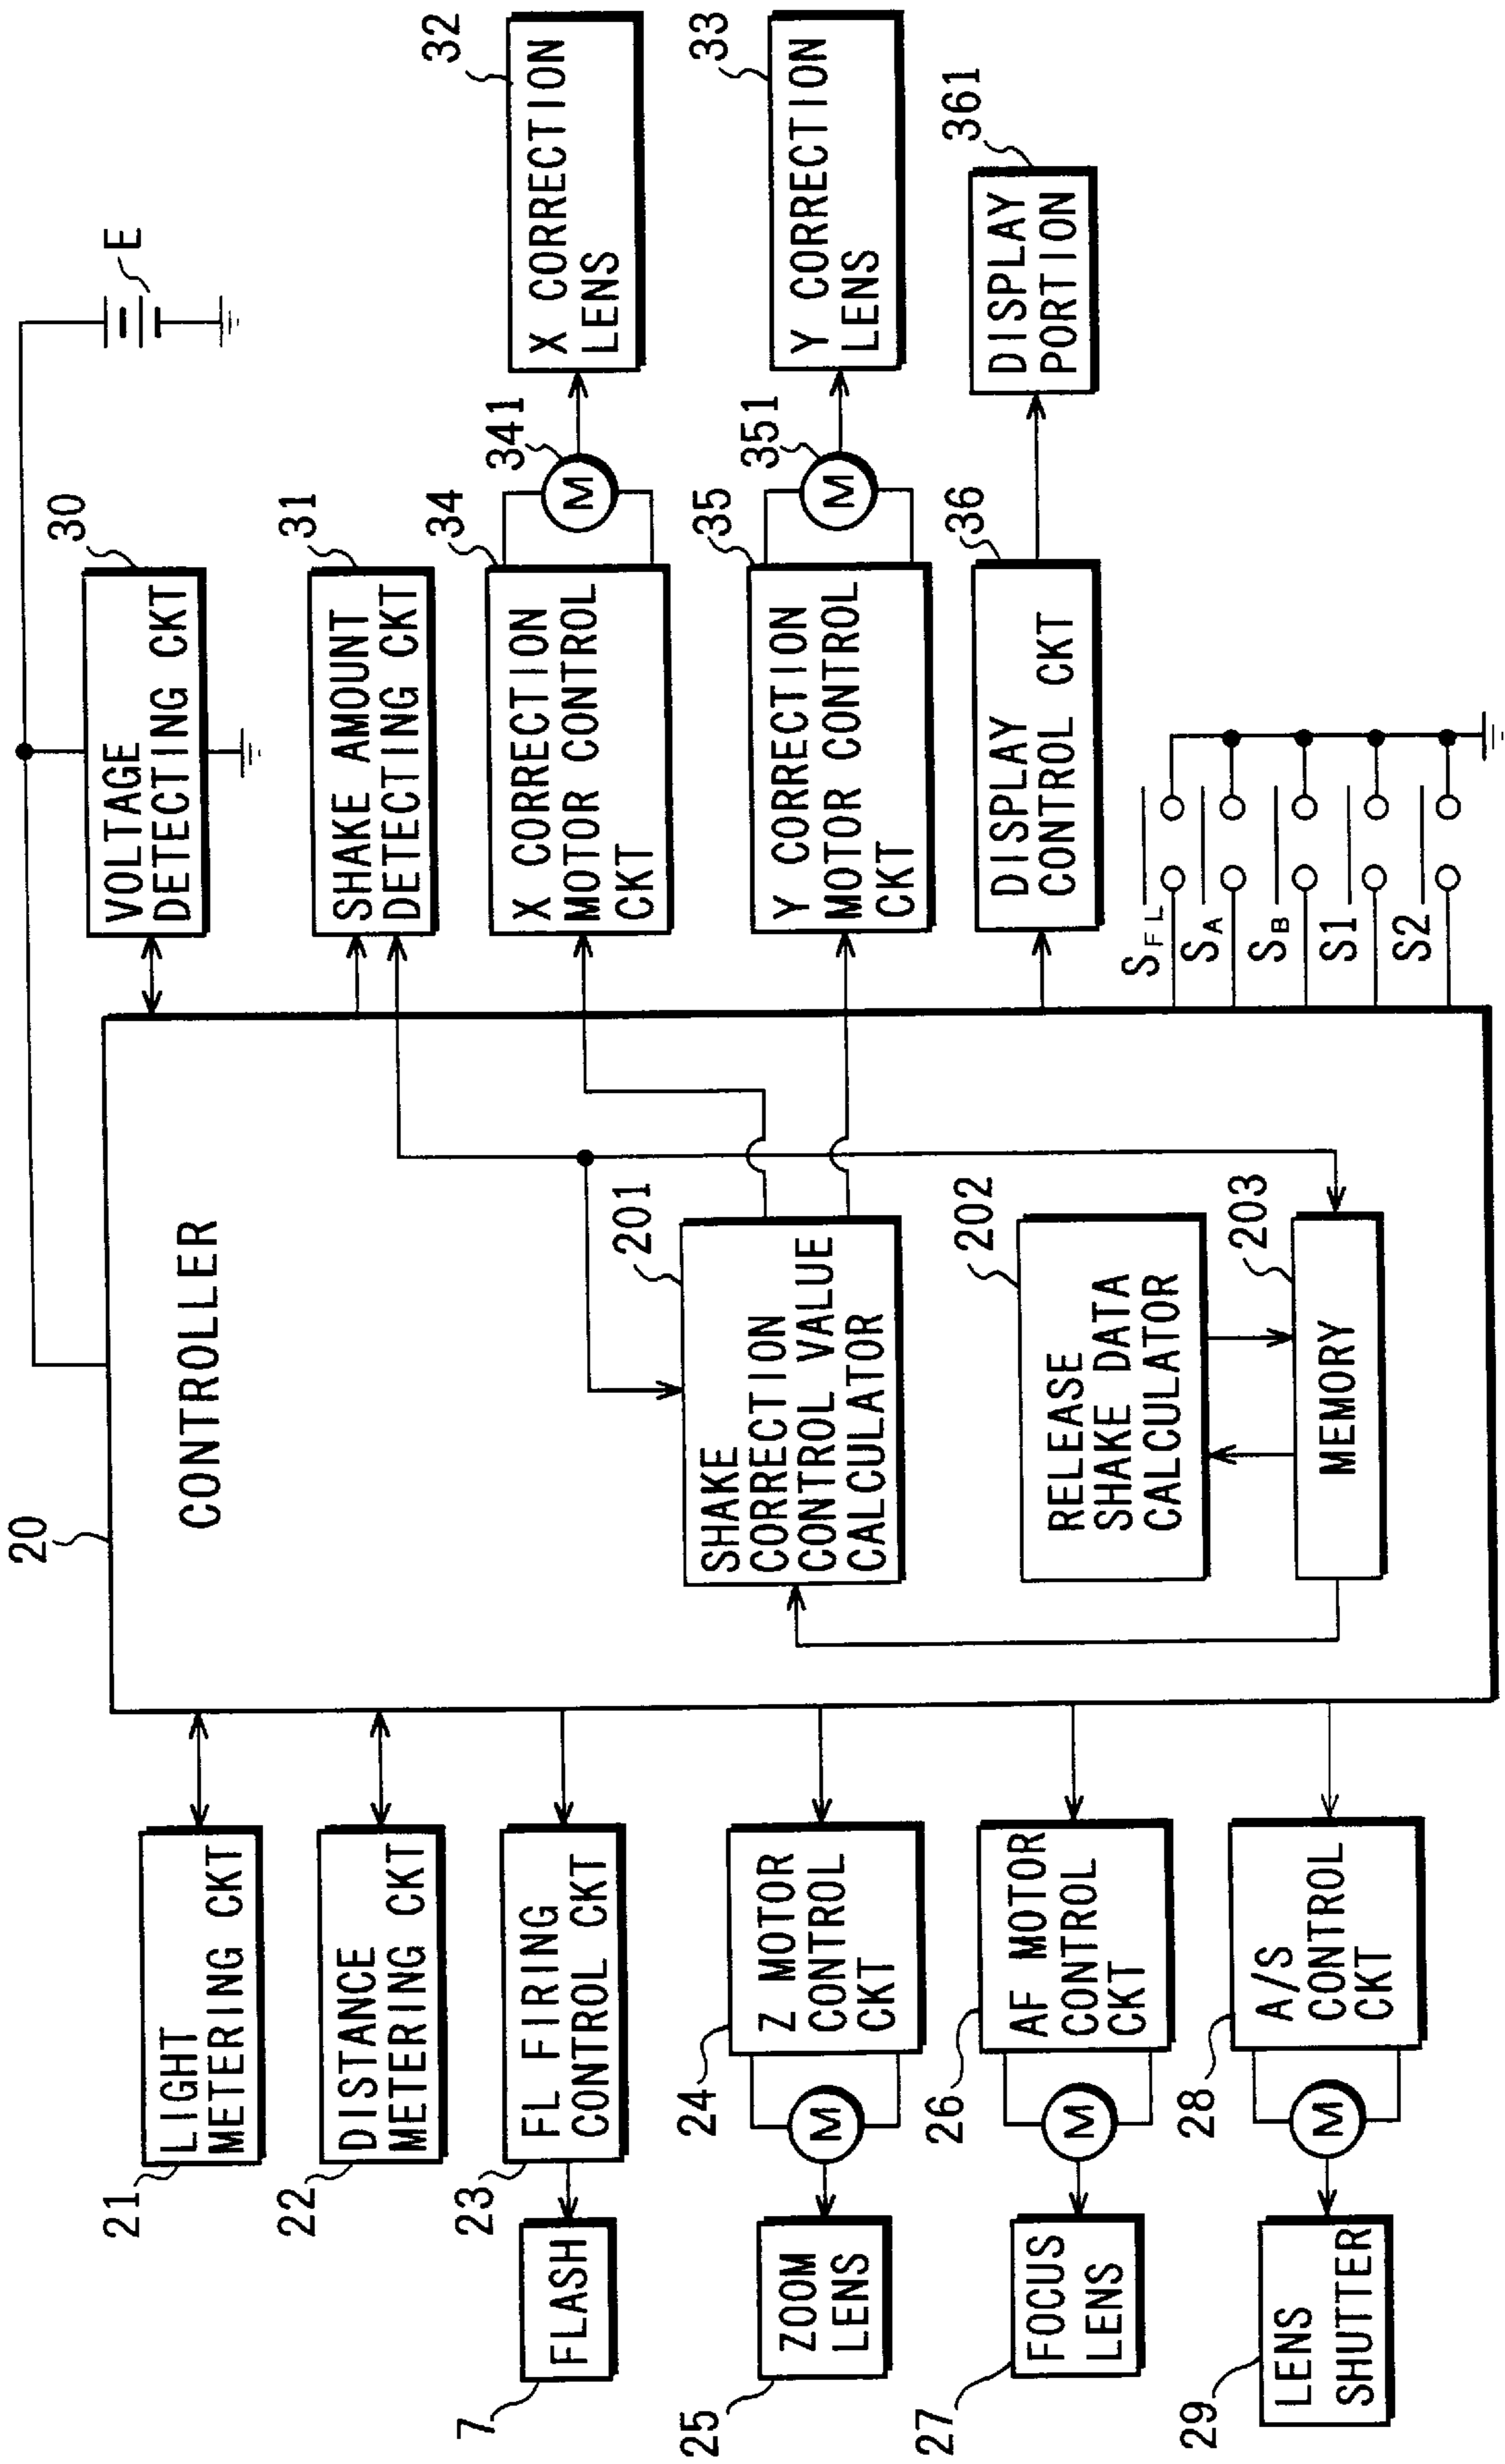 20
CONTROLLER
E
21
LIGHT
METERING CKT
22
DISTANCE
METERING CKT
23
FL FIRING
CONTROL CKT
7
FLASH
24
Z MOTOR
CONTROL
CKT
M
25
ZOOM
LENS
26
AF MOTOR
CONTROL
CKT
M
27
FOCUS
LENS
28
A/S
CONTROL
CKT
M
29
LENS
SHUTTER
201
SHAKE
CORRECTION
CONTROL VALUE
CALCULATOR
202
RELEASE
SHAKE DATA
CALCULATOR
203
MEMORY
30
VOLTAGE
DETECTING CKT
31
SHAKE AMOUNT
DETECTING CKT
34
X CORRECTION
MOTOR CONTROL
CKT
341
M
32
X CORRECTION
LENS
35
Y CORRECTION
MOTOR CONTROL
CKT
351
M
33
Y CORRECTION
LENS
36
DISPLAY
CONTROL CKT
361
DISPLAY
PORTION
SFL
SA
SB
S1
S2